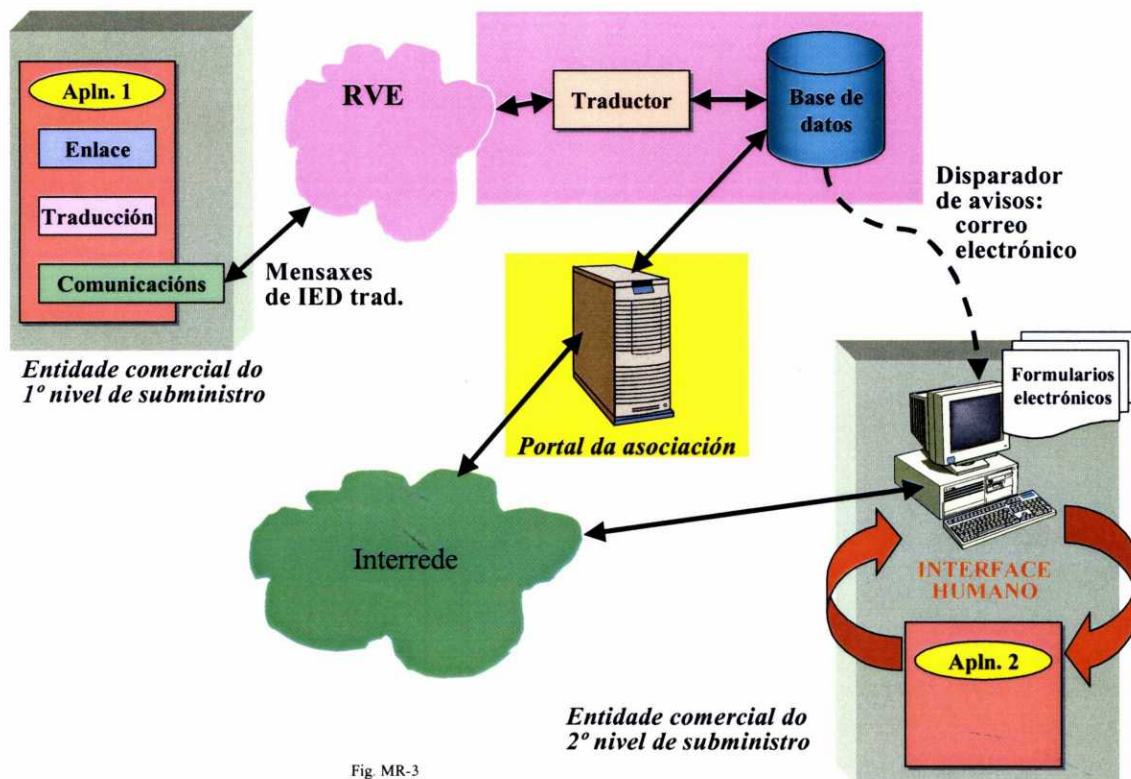 Apln. 1
Enlace
Traducción
Comunicacións
Entidade comercial do
1º nivel de subministro
RVE
Mensaxes
de IED trad.
Traductor
Base de
datos
Disparador
de avisos:
correo
electrónico
Portal da asociación
Interrede
Formularios
electrónicos
INTERFACE
HUMANO
Apln. 2
Entidade comercial do
2º nivel de subministro
Fig. MR-3